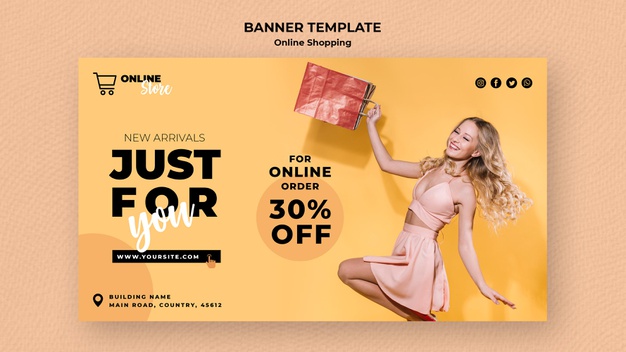 BANNER TEMPLATE
Online Shopping
ONLINE
Store
NEW ARRIVALS
JUST
FOR
you
WWW.YOURSITE.COM
FOR
ONLINE
ORDER
30%
OFF
BUILDING NAME
MAIN ROAD, COUNTRY, 45612